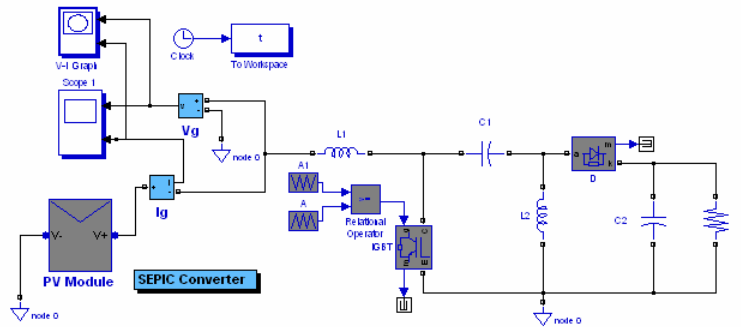 V-I Graph
Clock
t
To Workspace
Scope 1
v
+
-
Vg
node 0
L1
C1
A1
A
>=
Relational
Operator
IGBT
g
C
m
E
a
m
k
D
L2
C2
+
i
-
Ig
V-
V+
PV Module
SEPIC Converter
node 0
node 0